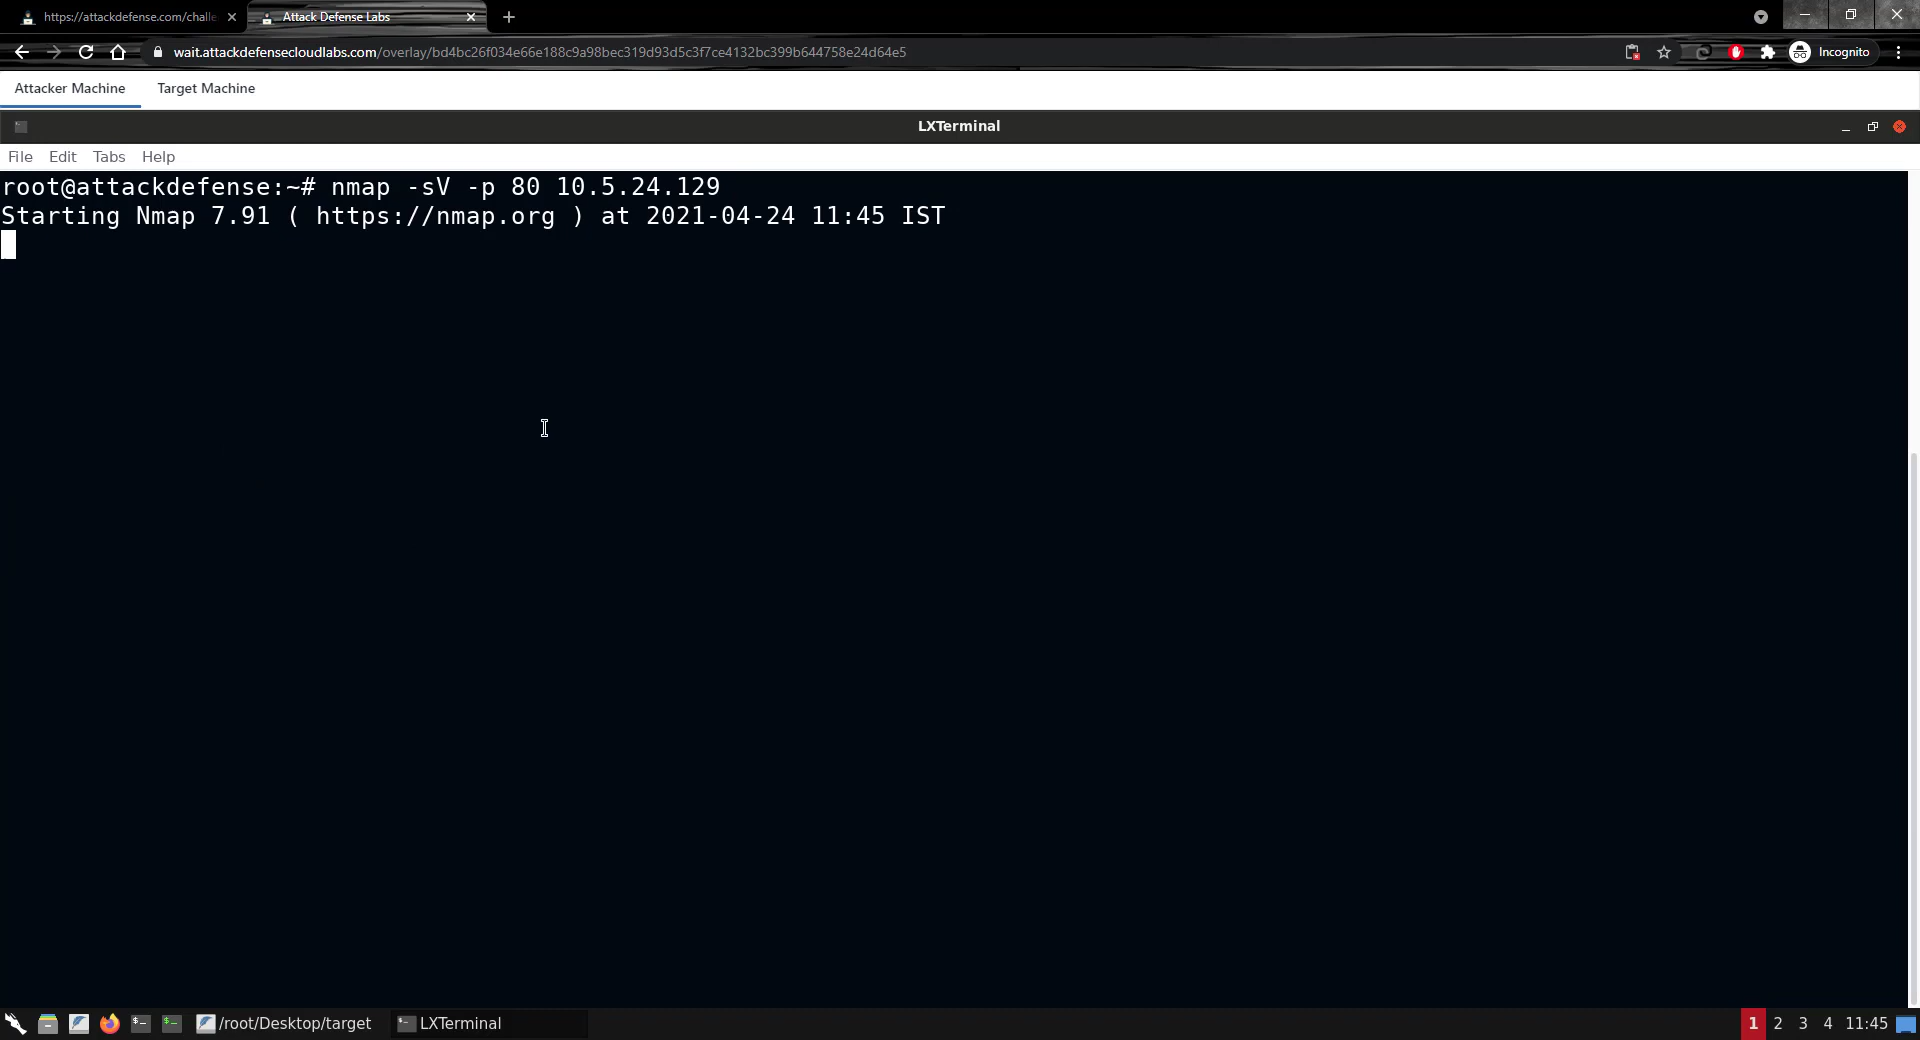 https://attackdefense.com/challe
Attack Defense Labs
wait.attackdefensecloudlabs.com/overlay/bd4bc26f034e66e188c9a98bec319d93d5c3f7ce4132bc399b644758e24d64e5
Incognito
Attacker Machine
Target Machine
LXTerminal
File Edit Tabs Help
root@attackdefense:~# nmap -sV -p 80 10.5.24.129
Starting Nmap 7.91 ( https://nmap.org ) at 2021-04-24 11:45 IST
/root/Desktop/target
LXTerminal
1 2 3 4 11:45